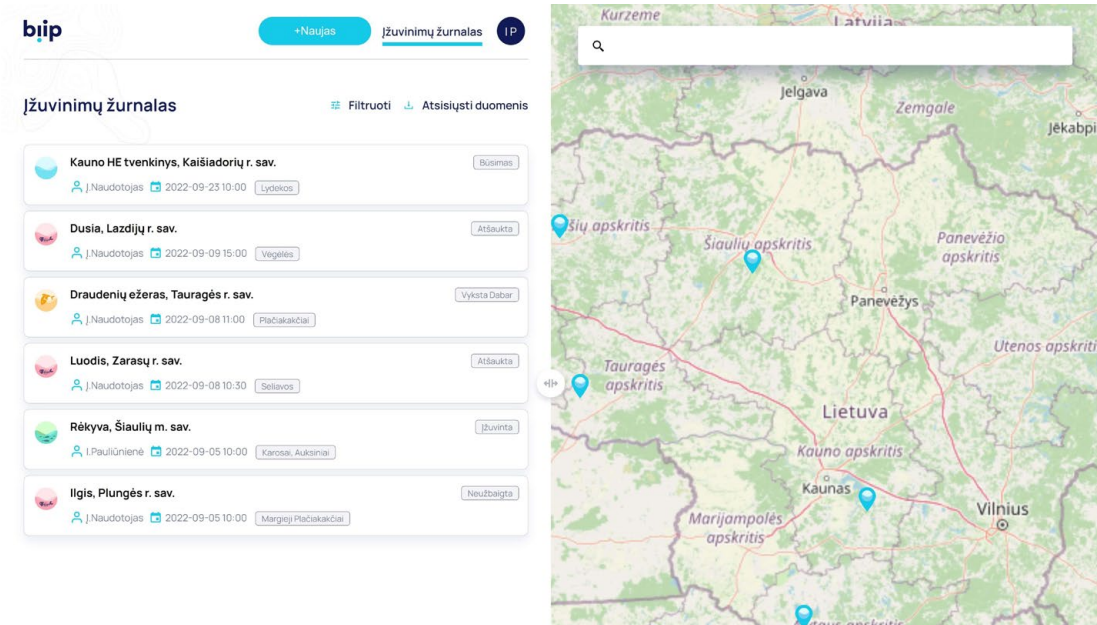 biip
+Naujas
Įžuvinimų žurnalas
I P
Įžuvinimų žurnalas
Filtruoti
Atsisiųsti duomenis
Kauno HE tvenkinys, Kaišiadorių r. sav.
Būsimas
J.Naudotojas 2022-09-23 10:00 Lydekos
Dusia, Lazdijų r. sav.
Atšaukta
J.Naudotojas 2022-09-09 15:00 Vėgėlės
Draudenių ežeras, Tauragės r. sav.
Vyksta Dabar
J.Naudotojas 2022-09-08 11:00 Plačiakakčiai
Luodis, Zarasų r. sav.
Atšaukta
J.Naudotojas 2022-09-08 10:30 Seliavos
Rėkyva, Šiaulių m. sav.
Įžuvinta
I.Pauliūnienė 2022-09-05 10:00 Karosai, Auksiniai
Ilgis, Plungės r. sav.
Neužbaigta
J.Naudotojas 2022-09-05 10:00 Margieji Plačiakakčiai
Kurzeme
Latvija
Jelgava
Zemgale
Jēkabpi
šių apskritis
Šiaulių apskritis
Panevėžio
apskritis
Panevėžys
Utenos apskriti
Tauragės
apskritis
Lietuva
Kauno apskritis
Kaunas
Vilnius
Marijampolės
apskritis
taus apskritis